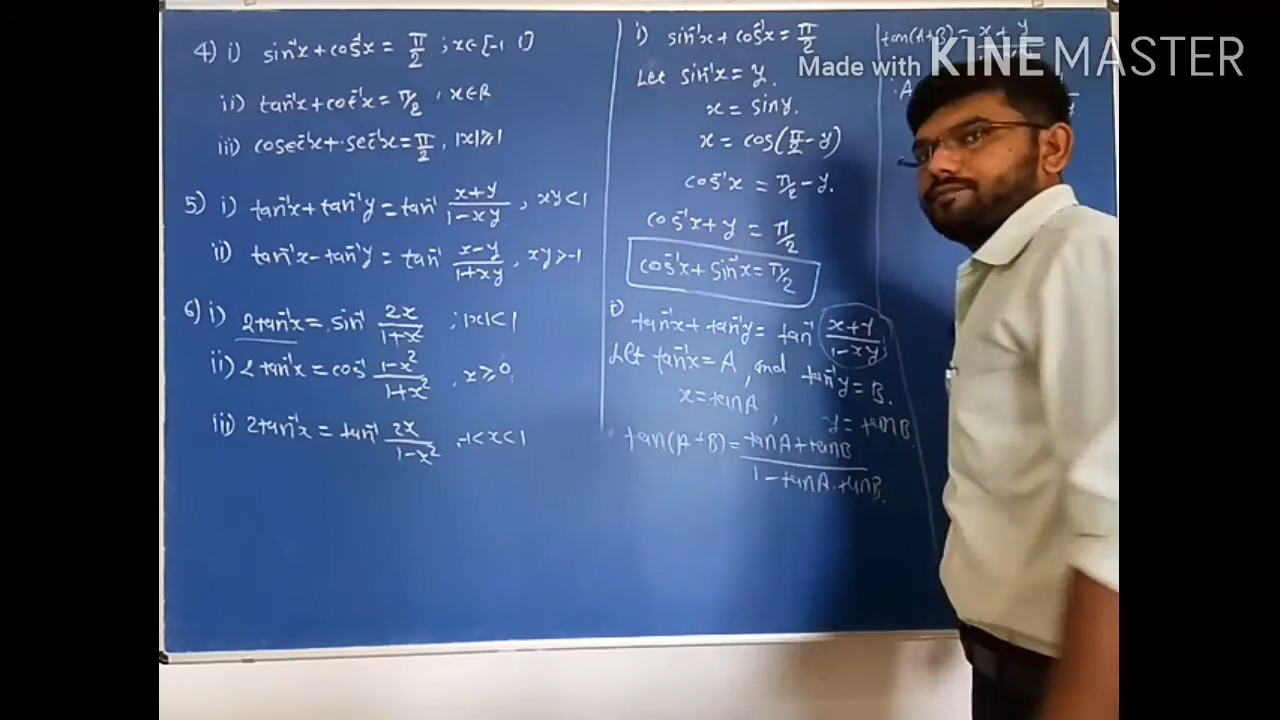 4) i) sin⁻¹x + cos⁻¹x = π/2 ; x∈[-1 1]
ii) tan⁻¹x + cot⁻¹x = π/2 , x∈R
iii) cosec⁻¹x + sec⁻¹x = π/2 , |x|≥1
5) i) tan⁻¹x + tan⁻¹y = tan⁻¹ (x+y)/(1-xy) , xy<1
ii) tan⁻¹x - tan⁻¹y = tan⁻¹ (x-y)/(1+xy) , xy>-1
6) i) 2tan⁻¹x = sin⁻¹ 2x/(1+x²) ; |x|<1
ii) 2tan⁻¹x = cos⁻¹ (1-x²)/(1+x²) , x≥0
iii) 2tan⁻¹x = tan⁻¹ 2x/(1-x²) , -1<x<1
i) sin⁻¹x + cos⁻¹x = π/2
Let sin⁻¹x = y.
x = siny.
x = cos(π/2 - y)
cos⁻¹x = π/2 - y.
cos⁻¹x + y = π/2
cos⁻¹x + sin⁻¹x = π/2
i) tan⁻¹x + tan⁻¹y = tan⁻¹ (x+y)/(1-xy)
Let tan⁻¹x = A, and tan⁻¹y = B.
x = tanA , y = tanB
tan(A+B) = (tanA + tanB)/(1 - tanA.tanB).
tan(A+B) = x+y
Made with KINEMASTER